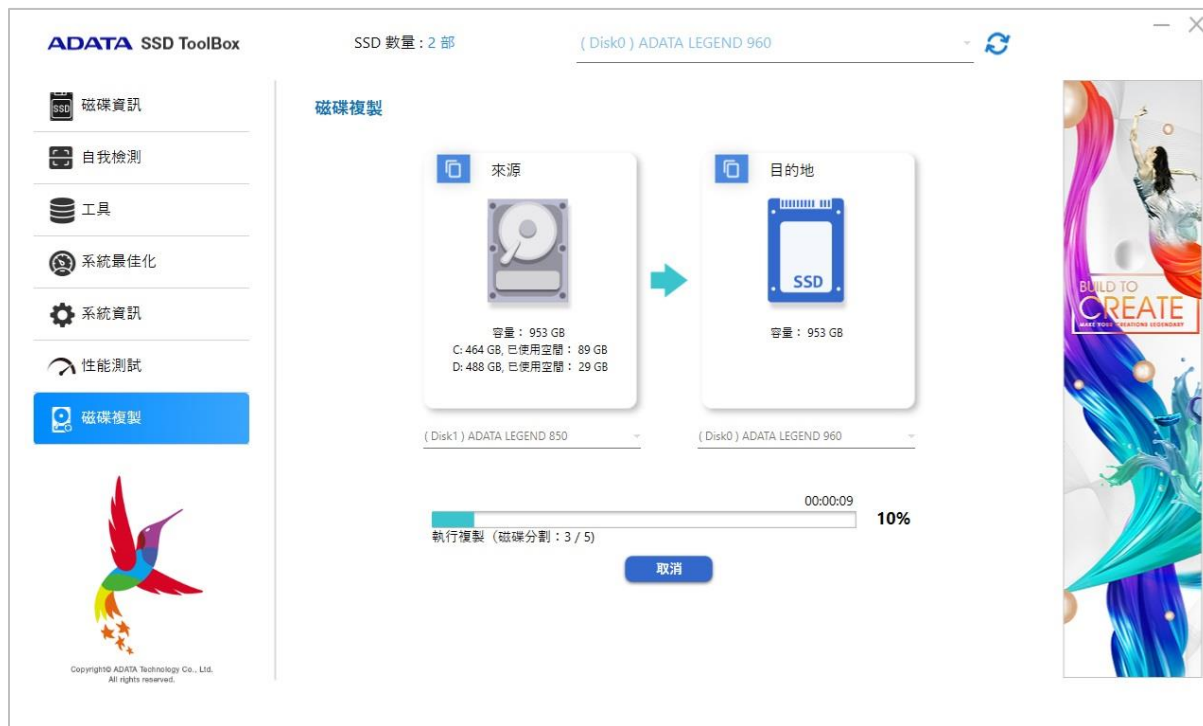 ADATA SSD ToolBox
SSD 數量 : 2 部
( Disk0 ) ADATA LEGEND 960
SSD
磁碟資訊
自我檢測
工具
系統最佳化
系統資訊
性能測試
磁碟複製
Copyright© ADATA Technology Co., Ltd.
All rights reserved.
磁碟複製
來源
容量： 953 GB
C: 464 GB, 已使用空間： 89 GB
D: 488 GB, 已使用空間： 29 GB
( Disk1 ) ADATA LEGEND 850
目的地
SSD
容量： 953 GB
( Disk0 ) ADATA LEGEND 960
00:00:09
10%
執行複製（磁碟分割：3 / 5)
取消
BUILD TO
CREATE
MAKE YOUR CREATIONS LEGENDARY